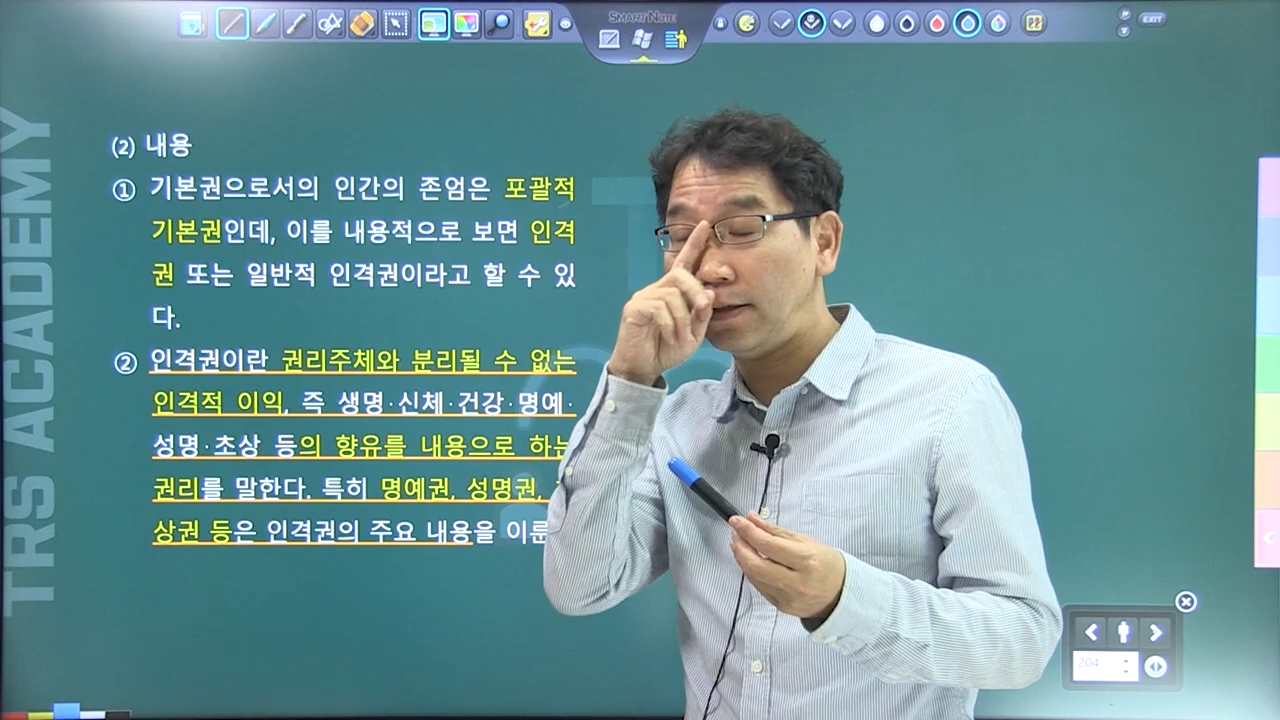 SMART NOTE
EXIT
(2) 내용
① 기본권으로서의 인간의 존엄은 포괄적
기본권인데, 이를 내용적으로 보면 인격
권 또는 일반적 인격권이라고 할 수 있
다.
② 인격권이란 권리주체와 분리될 수 없는
인격적 이익, 즉 생명·신체·건강·명예·
성명·초상 등의 향유를 내용으로 하는
권리를 말한다. 특히 명예권, 성명권,
상권 등은 인격권의 주요 내용을 이룬
TRS ACADEMY
204